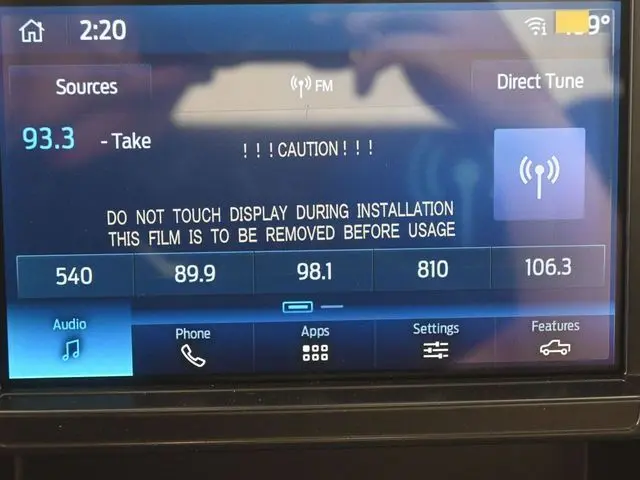 2:20
Sources
FM
Direct Tune
93.3 - Take
! ! ! CAUTION ! ! !
DO NOT TOUCH DISPLAY DURING INSTALLATION
THIS FILM IS TO BE REMOVED BEFORE USAGE
540 89.9 98.1 810 106.3
Audio Phone Apps Settings Features